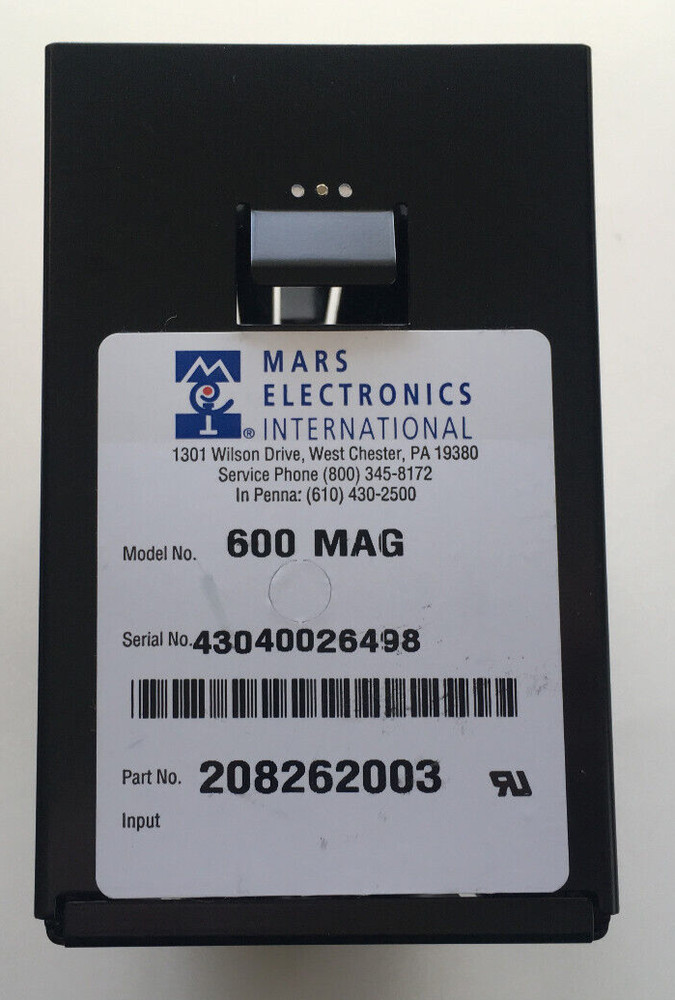 MARS
ELECTRONICS
® INTERNATIONAL
1301 Wilson Drive, West Chester, PA 19380
Service Phone (800) 345-8172
In Penna: (610) 430-2500
Model No. 600 MAG
Serial No. 43040026498
Part No. 208262003
Input